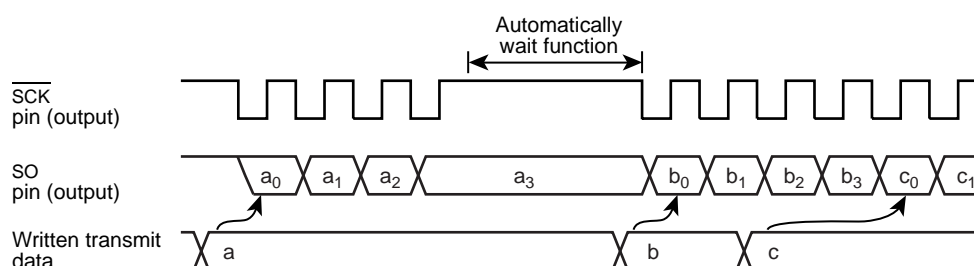 Automatically
wait function
SCK
pin (output)
SO
pin (output)
a0 a1 a2 a3 b0 b1 b2 b3 c0 c1
Written transmit
data
a b c